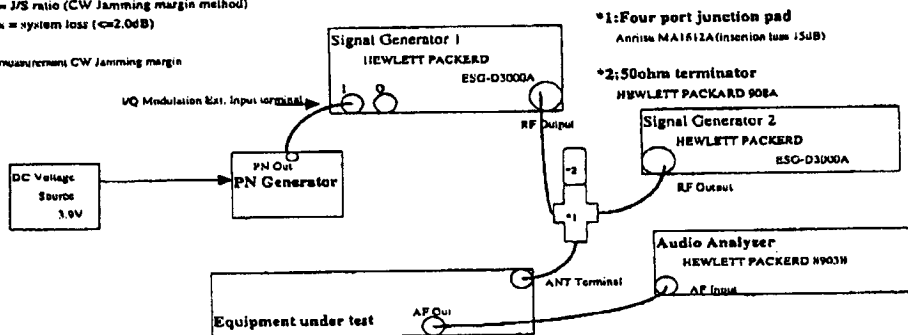 = J/S ratio (CW Jamming margin method)
= system loss (<=2.0dB)
measurement CW Jamming margin
*1:Four port junction pad
Anritsu MA1612A(insertion loss 15dB)
*2:50ohm terminator
HEWLETT PACKARD 908A
Signal Generator 1
HEWLETT PACKERD
ESG-D3000A
I
Q
I/Q Modulation Ext. Input terminal
RF Output
Signal Generator 2
HEWLETT PACKERD
ESG-D3000A
RF Output
DC Voltage
Source
3.9V
PN Out
PN Generator
*2
*1
Audio Analyzer
HEWLETT PACKERD 8903B
AF Input
ANT Terminal
AF Out
Equipment under test